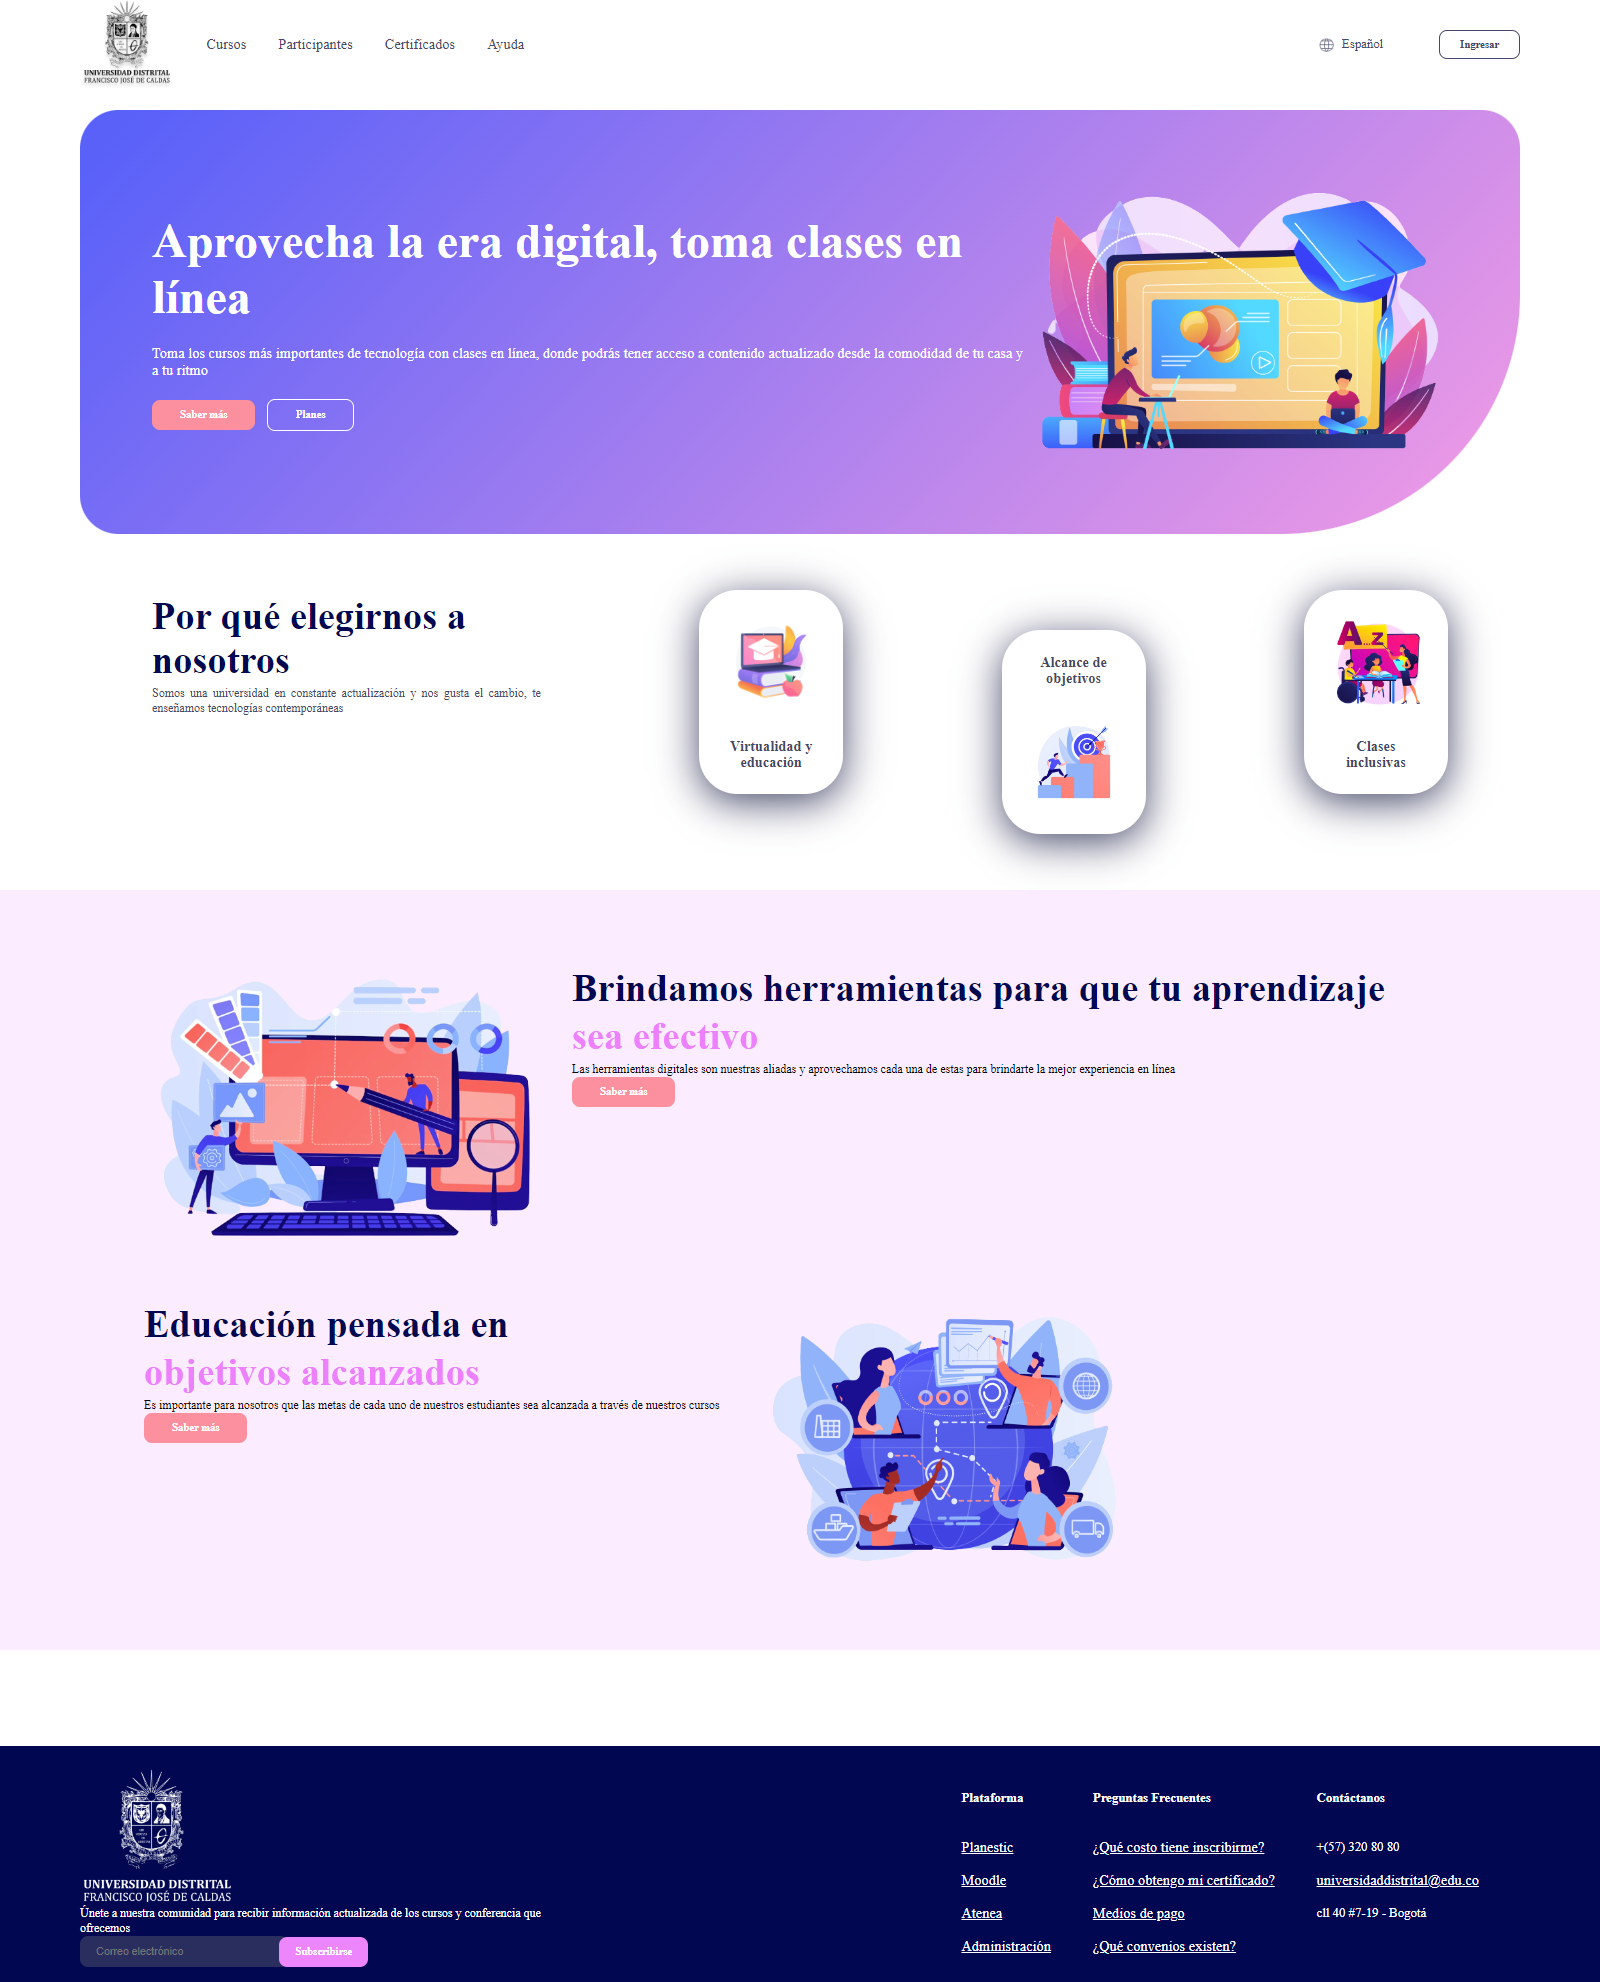 UNIVERSIDAD DISTRITAL
FRANCISCO JOSÉ DE CALDAS
Cursos
Participantes
Certificados
Ayuda
Español
Ingresar
Aprovecha la era digital, toma clases en
línea
Toma los cursos más importantes de tecnología con clases en línea, donde podrás tener acceso a contenido actualizado desde la comodidad de tu casa y
a tu ritmo
Saber más
Planes
Por qué elegirnos a
nosotros
Somos una universidad en constante actualización y nos gusta el cambio, te
enseñamos tecnologías contemporáneas
Virtualidad y
educación
Alcance de
objetivos
A...z
Clases
inclusivas
Brindamos herramientas para que tu aprendizaje
sea efectivo
Las herramientas digitales son nuestras aliadas y aprovechamos cada una de estas para brindarte la mejor experiencia en línea
Saber más
Educación pensada en
objetivos alcanzados
Es importante para nosotros que las metas de cada uno de nuestros estudiantes sea alcanzada a través de nuestros cursos
Saber más
UNIVERSIDAD DISTRITAL
FRANCISCO JOSÉ DE CALDAS
Únete a nuestra comunidad para recibir información actualizada de los cursos y conferencia que
ofrecemos
Correo electrónico
Subscribirse
Plataforma
Planestic
Moodle
Atenea
Administración
Preguntas Frecuentes
¿Qué costo tiene inscribirme?
¿Cómo obtengo mi certificado?
Medios de pago
¿Qué convenios existen?
Contáctanos
+(57) 320 80 80
universidaddistrital@edu.co
cll 40 #7-19 - Bogotá